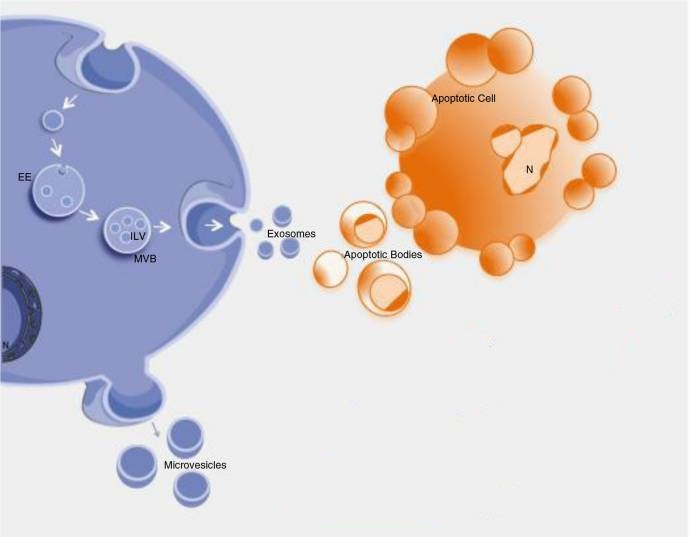 Apoptotic Cell
N
EE
ILV
Exosomes
MVB
Apoptotic Bodies
N
Microvesicles